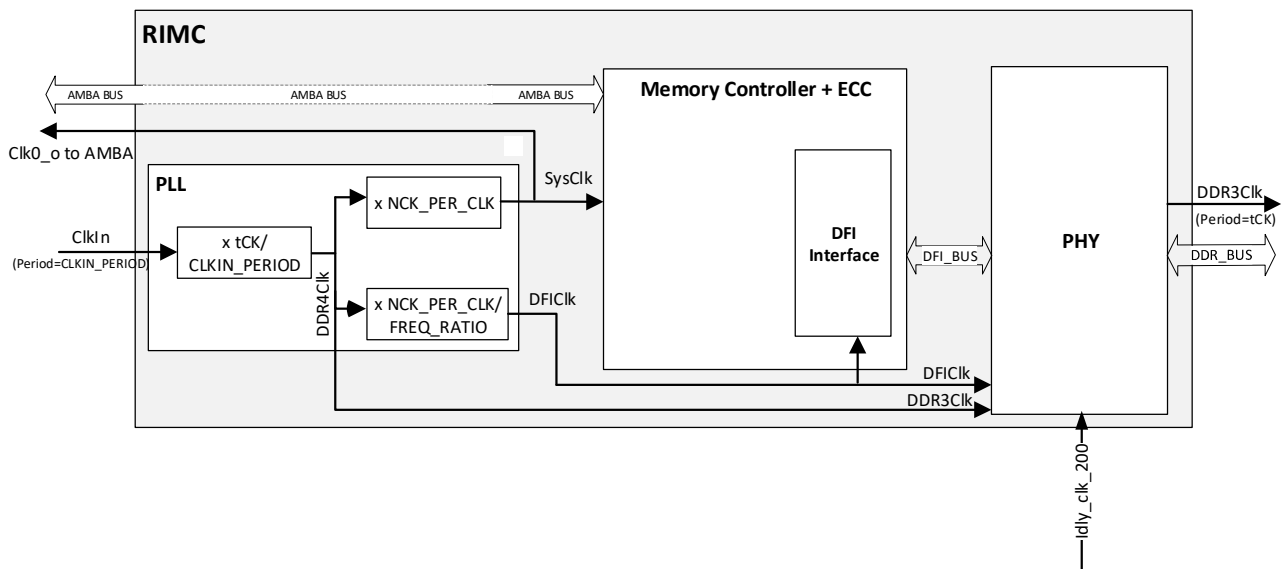 RIMC
AMBA BUS
AMBA BUS
AMBA BUS
Memory Controller + ECC
Clk0_o to AMBA
PLL
x NCK_PER_CLK
SysClk
DFI
Interface
PHY
DDR3Clk
(Period=tCK)
ClkIn
(Period=CLKIN_PERIOD)
x tCK/
CLKIN_PERIOD
DFI_BUS
DDR_BUS
DDR4Clk
x NCK_PER_CLK/
FREQ_RATIO
DFIClk
DFIClk
DDR3Clk
Idly_clk_200